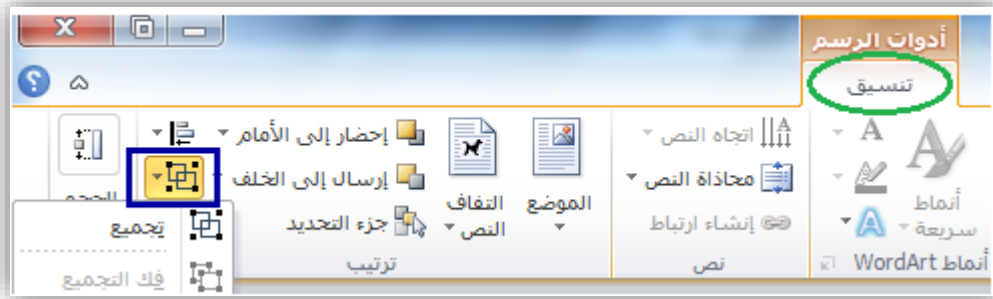 أدوات الرسم
تنسيق
أنماط سريعة
أنماط WordArt
اتجاه النص
محاذاة النص
إنشاء ارتباط
نص
الموضع
التفاف النص
إحضار إلى الأمام
إرسال إلى الخلف
جزء التحديد
ترتيب
تجميع
فك التجميع